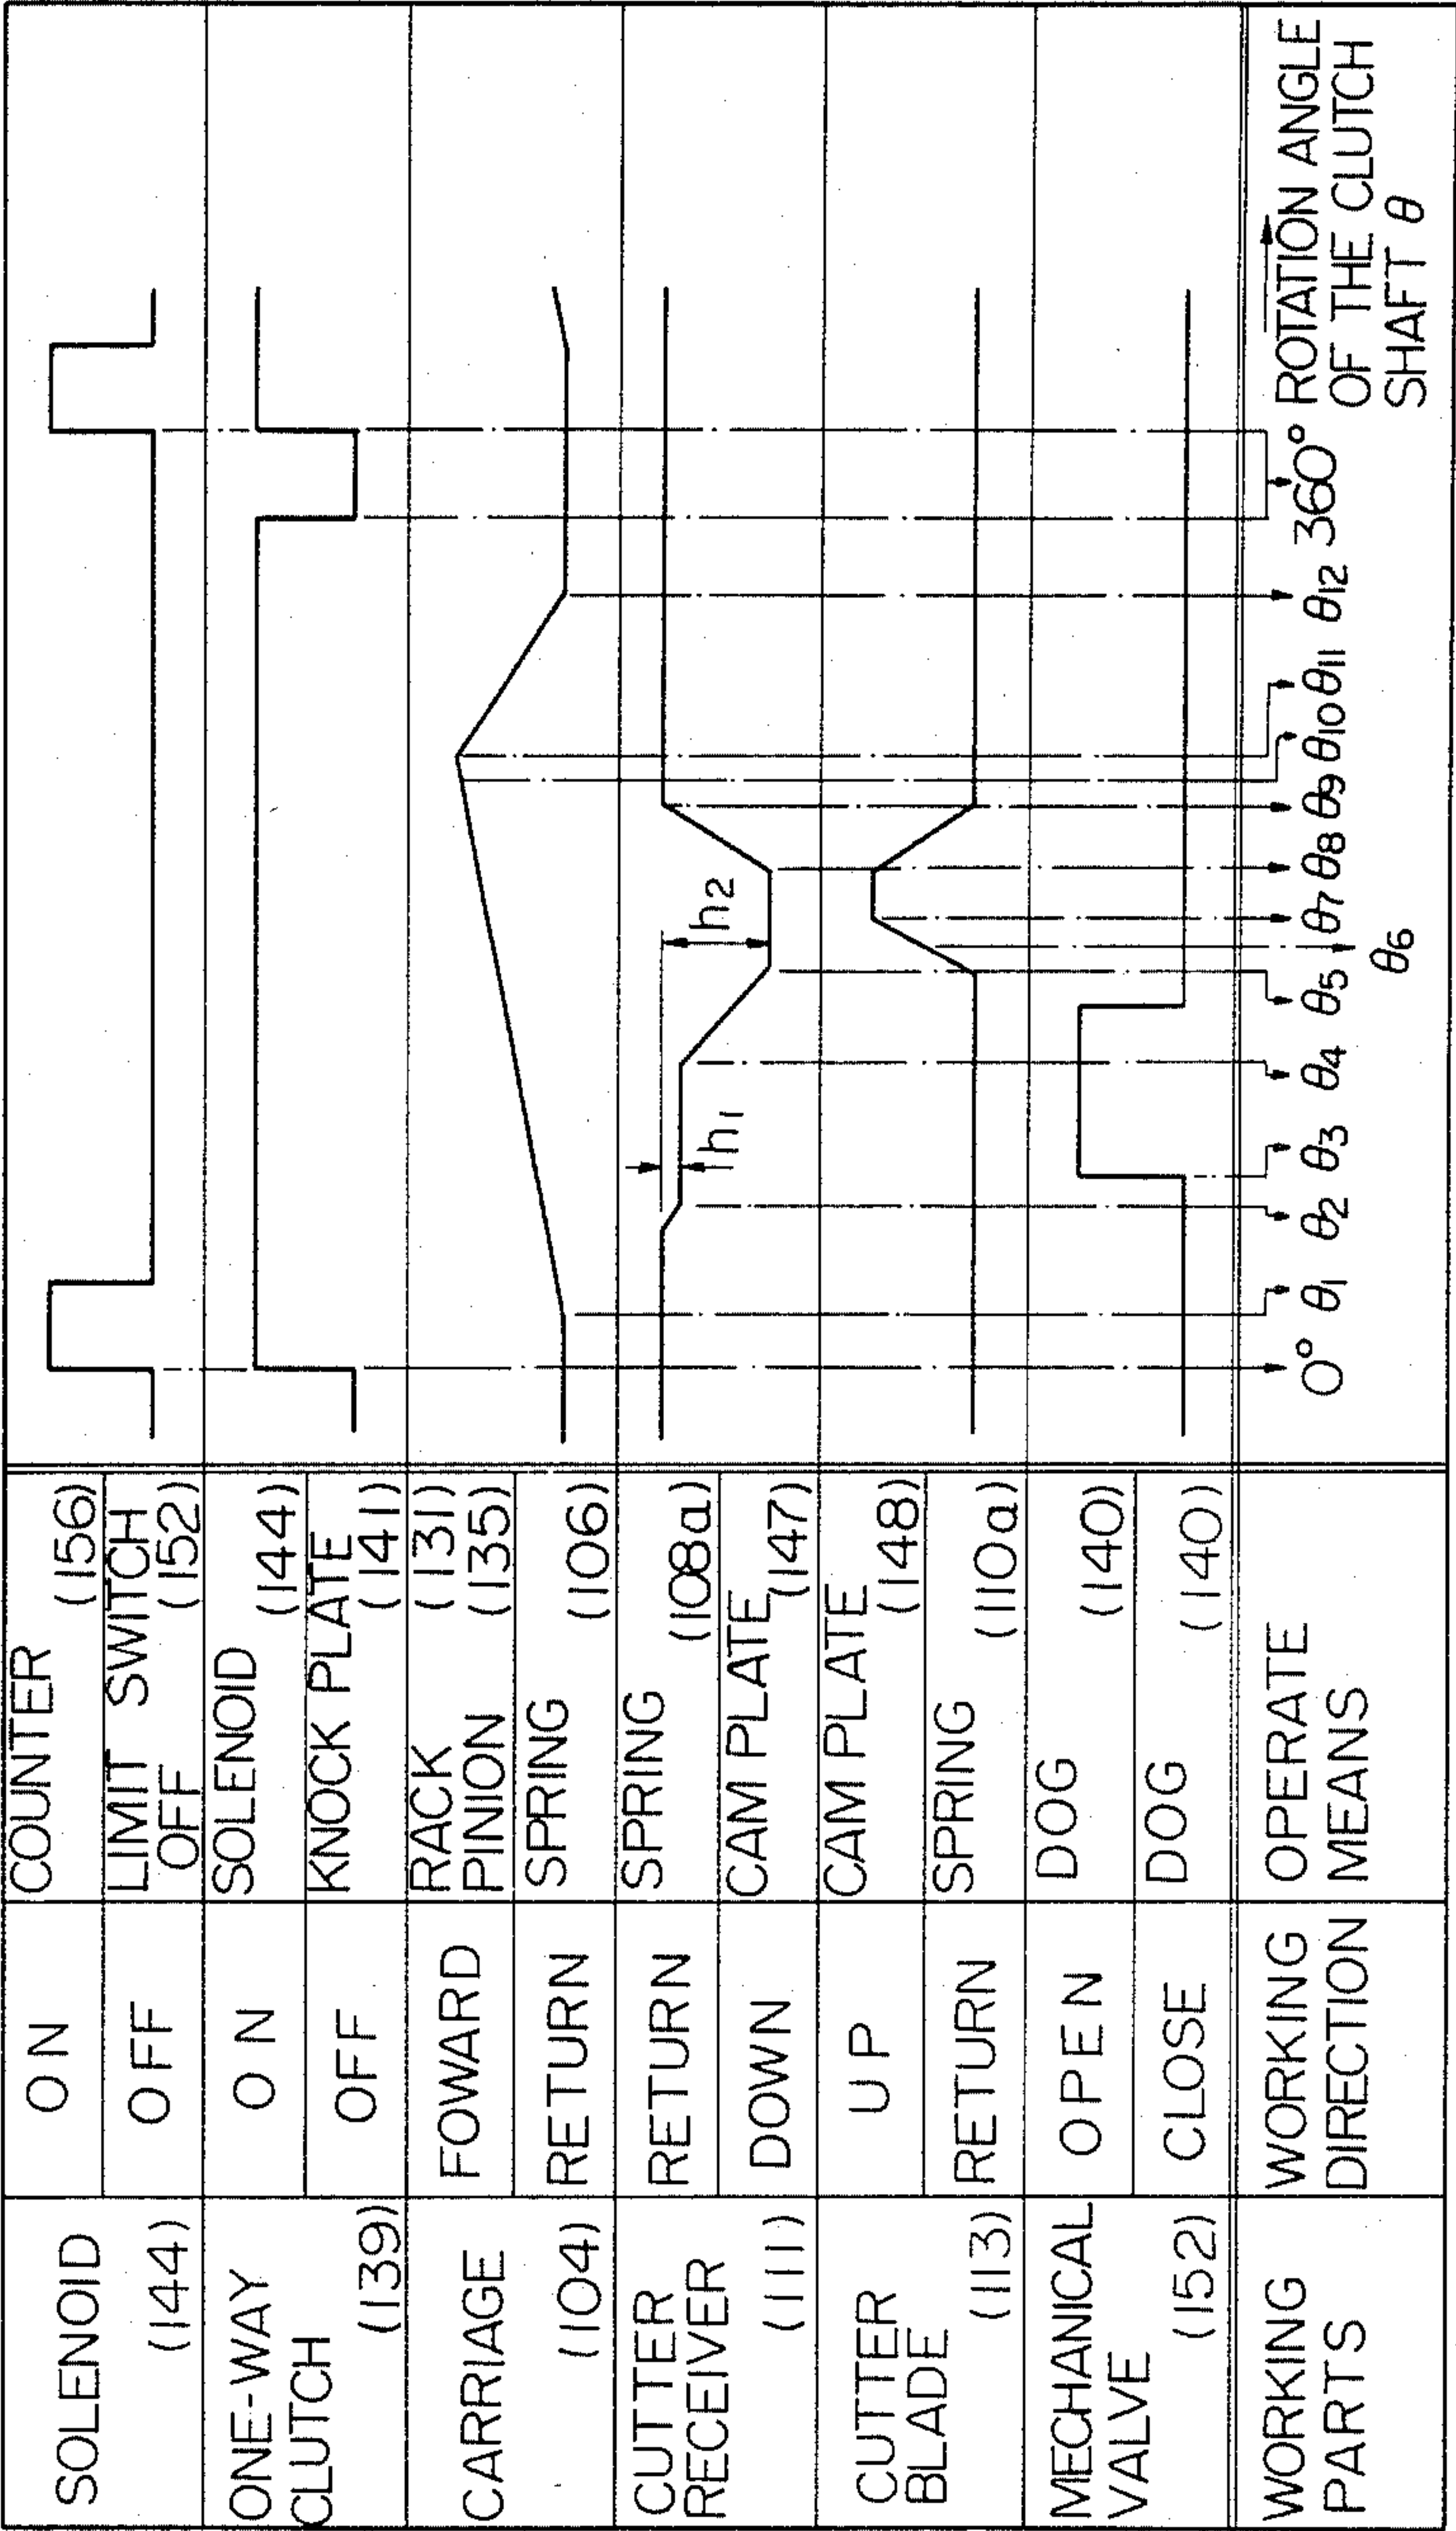 SOLENOID
(144)
ON
COUNTER
(156)
OFF
LIMIT SWITCH
OFF (152)
ONE-WAY
CLUTCH
(139)
ON
SOLENOID
(144)
OFF
KNOCK PLATE
(141)
CARRIAGE
(104)
FOWARD
RACK (131)
PINION (135)
RETURN
SPRING
(106)
CUTTER
RECEIVER
(111)
RETURN
SPRING
(108a)
DOWN
CAM PLATE
(147)
h1
h2
CUTTER
BLADE
(113)
UP
CAM PLATE
(148)
RETURN
SPRING
(110a)
MECHANICAL
VALVE
(152)
OPEN
DOG
(140)
CLOSE
DOG
(140)
WORKING
PARTS
WORKING
DIRECTION
OPERATE
MEANS
0° θ1 θ2 θ3 θ4 θ5 θ7 θ8 θ9 θ10 θ11 θ12 360°
θ6
ROTATION ANGLE
OF THE CLUTCH
SHAFT θ